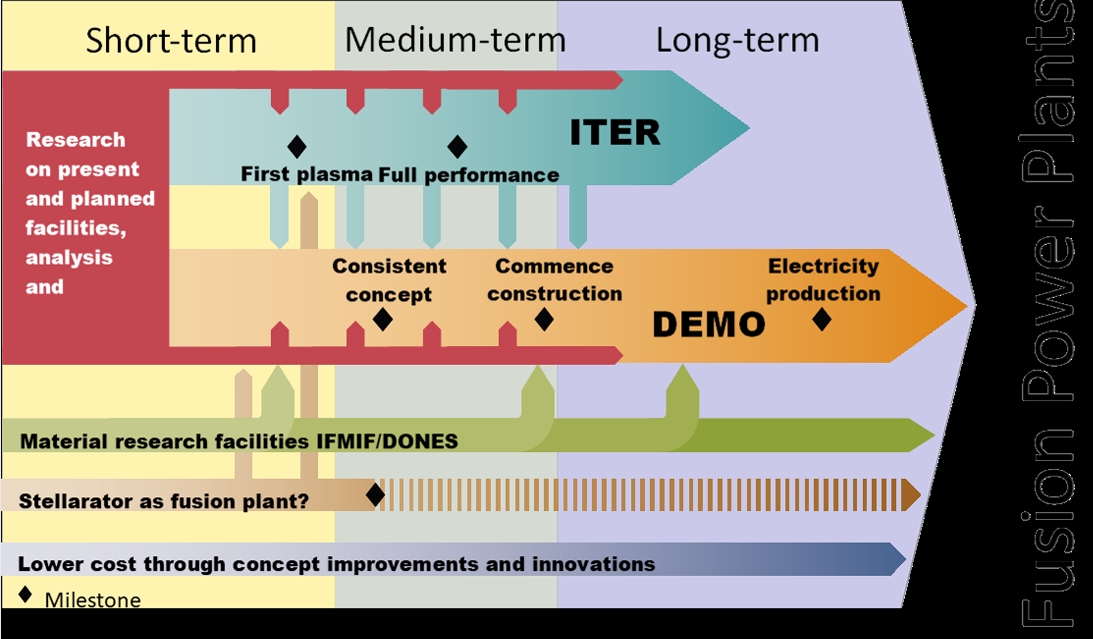 Short-term
Medium-term
Long-term
Research
on present
and planned
facilities,
analysis
and
ITER
First plasma
Full performance
Consistent
concept
Commence
construction
Electricity
production
DEMO
Material research facilities IFMIF/DONES
Stellarator as fusion plant?
Lower cost through concept improvements and innovations
Milestone
Fusion Power Plants